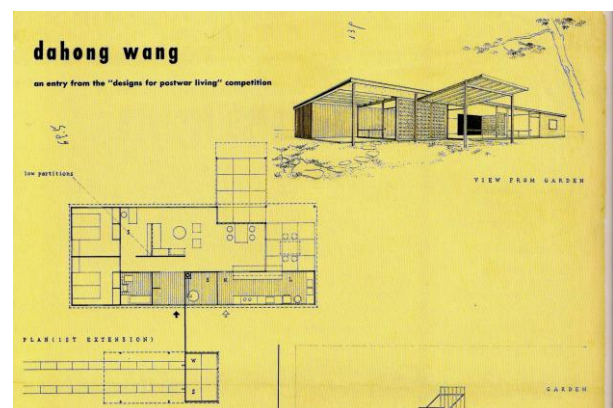 dahong wang
an entry from the "designs for postwar living" competition
VIEW FROM GARDEN
low partitions
S
S K L
PLAN(1ST EXTENSION)
W
S
GARDEN